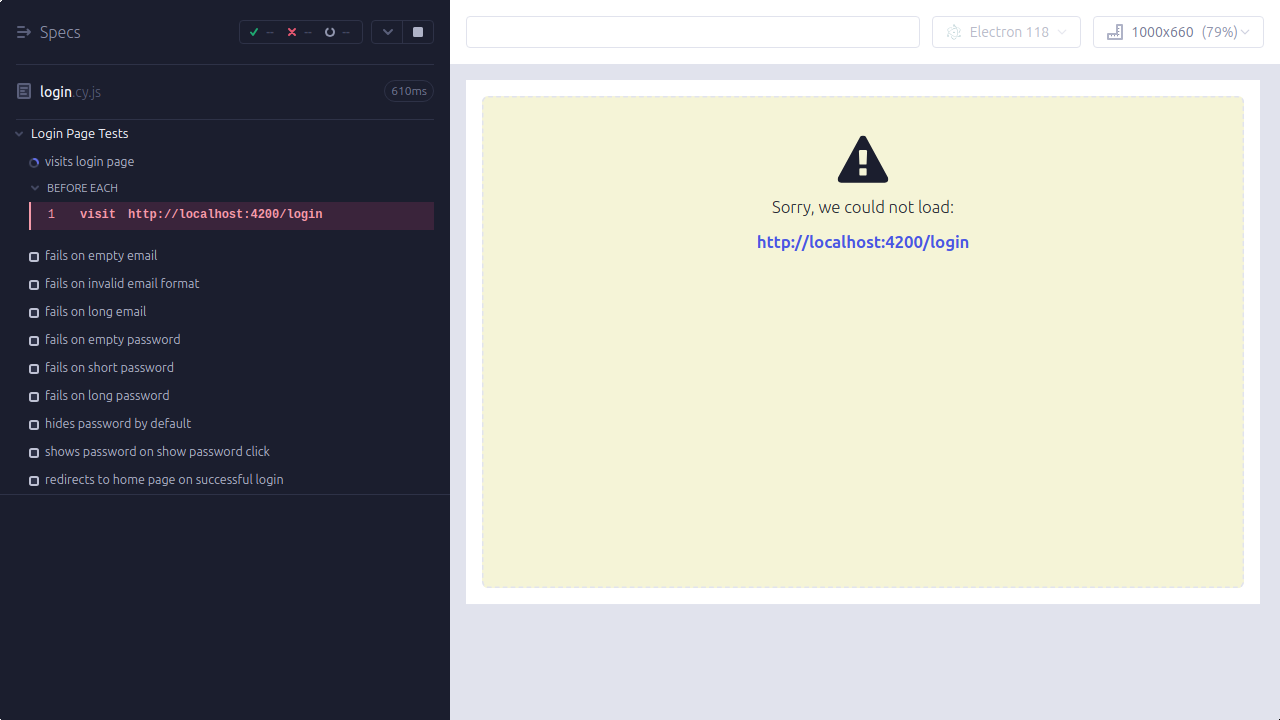 Specs
--
--
--
login.cy.js
610ms
Login Page Tests
visits login page
BEFORE EACH
1 visit http://localhost:4200/login
fails on empty email
fails on invalid email format
fails on long email
fails on empty password
fails on short password
fails on long password
hides password by default
shows password on show password click
redirects to home page on successful login
Electron 118
1000x660 (79%)
Sorry, we could not load:
http://localhost:4200/login